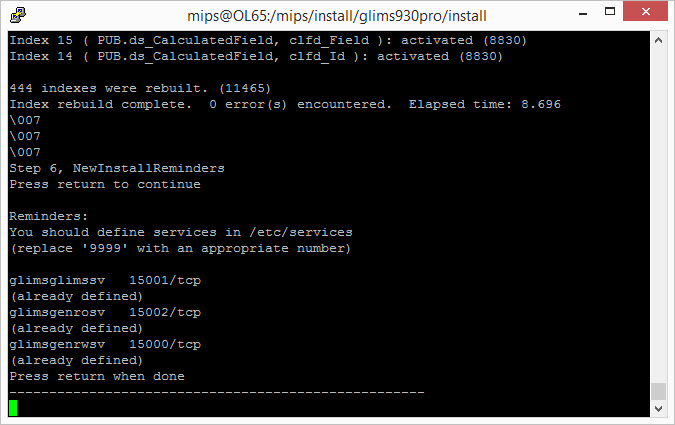 mips@OL65:/mips/install/glims930pro/install
Index 15 ( PUB.ds_CalculatedField, clfd_Field ): activated (8830)
Index 14 ( PUB.ds_CalculatedField, clfd_Id ): activated (8830)
444 indexes were rebuilt. (11465)
Index rebuild complete.  0 error(s) encountered.  Elapsed time: 8.696
\007
\007
\007
Step 6, NewInstallReminders
Press return to continue
Reminders:
You should define services in /etc/services
(replace '9999' with an appropriate number)
glimsglimssv   15001/tcp
(already defined)
glimsgenrosv   15002/tcp
(already defined)
glimsgenrwsv   15000/tcp
(already defined)
Press return when done
----------------------------------------------------